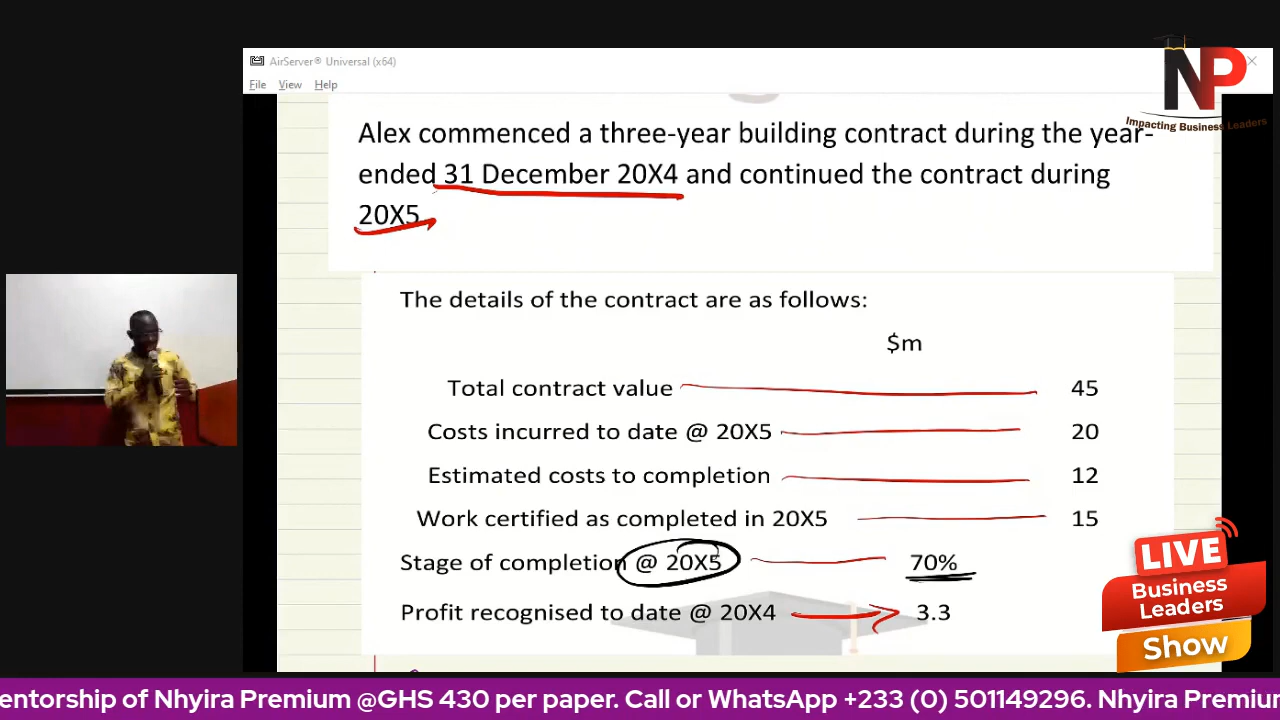 AirServer® Universal (x64)
File View Help
NP
Impacting Business Leaders
Alex commenced a three-year building contract during the year-
ended 31 December 20X4 and continued the contract during
20X5.
The details of the contract are as follows:
$m
Total contract value 45
Costs incurred to date @ 20X5 20
Estimated costs to completion 12
Work certified as completed in 20X5 15
Stage of completion @ 20X5 70%
Profit recognised to date @ 20X4 3.3
LIVE
Business
Leaders
Show
entorship of Nhyira Premium @GHS 430 per paper. Call or WhatsApp +233 (0) 501149296. Nhyira Premiu